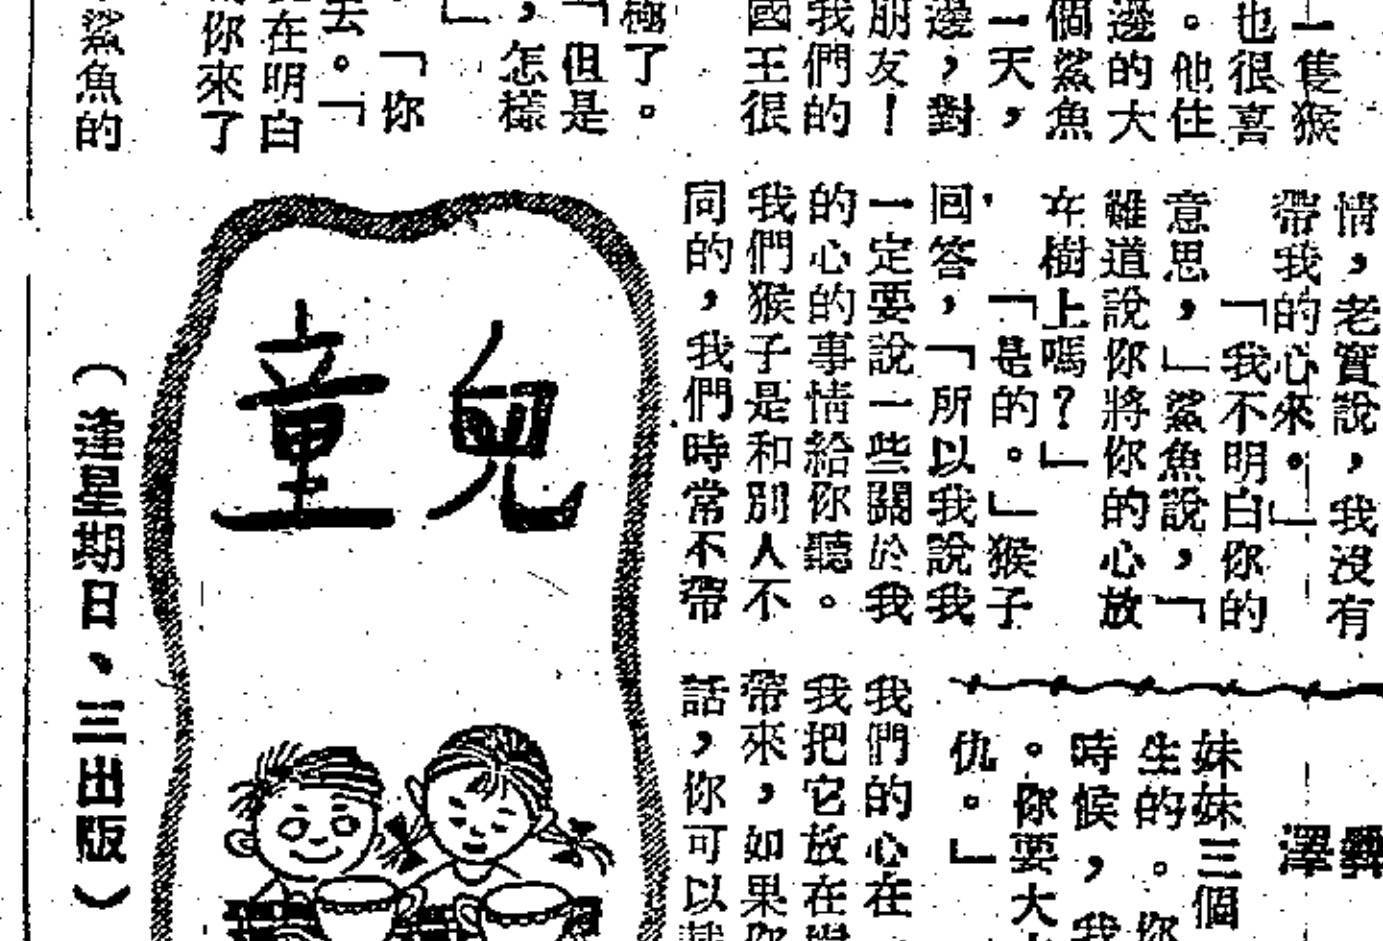 一隻猴
也很喜
。他住
邊的大
個鯊魚
一天，
邊，對
朋友！
我們的
國王很
極了。
「但是
，怎樣
」
「你
去。「
在明白
你來了
鯊魚的
情，老實說，我沒有
帶我的心來。」
「我不明白你的
意思，」鯊魚說，「
難道說你將你的心放
在樹上嗎？」
「是的。」猴子
回答，「所以我說我
一定要說一些關於我
的心的事情給你聽。
我們猴子是和別人不
同的，我們時常不帶
兒童
（逢星期日、三出版）
澤
妹妹三個
生的。你
時候，我
。你要大
仇。」
我們的心在
我把它放在
帶來，如果你
話，你可以